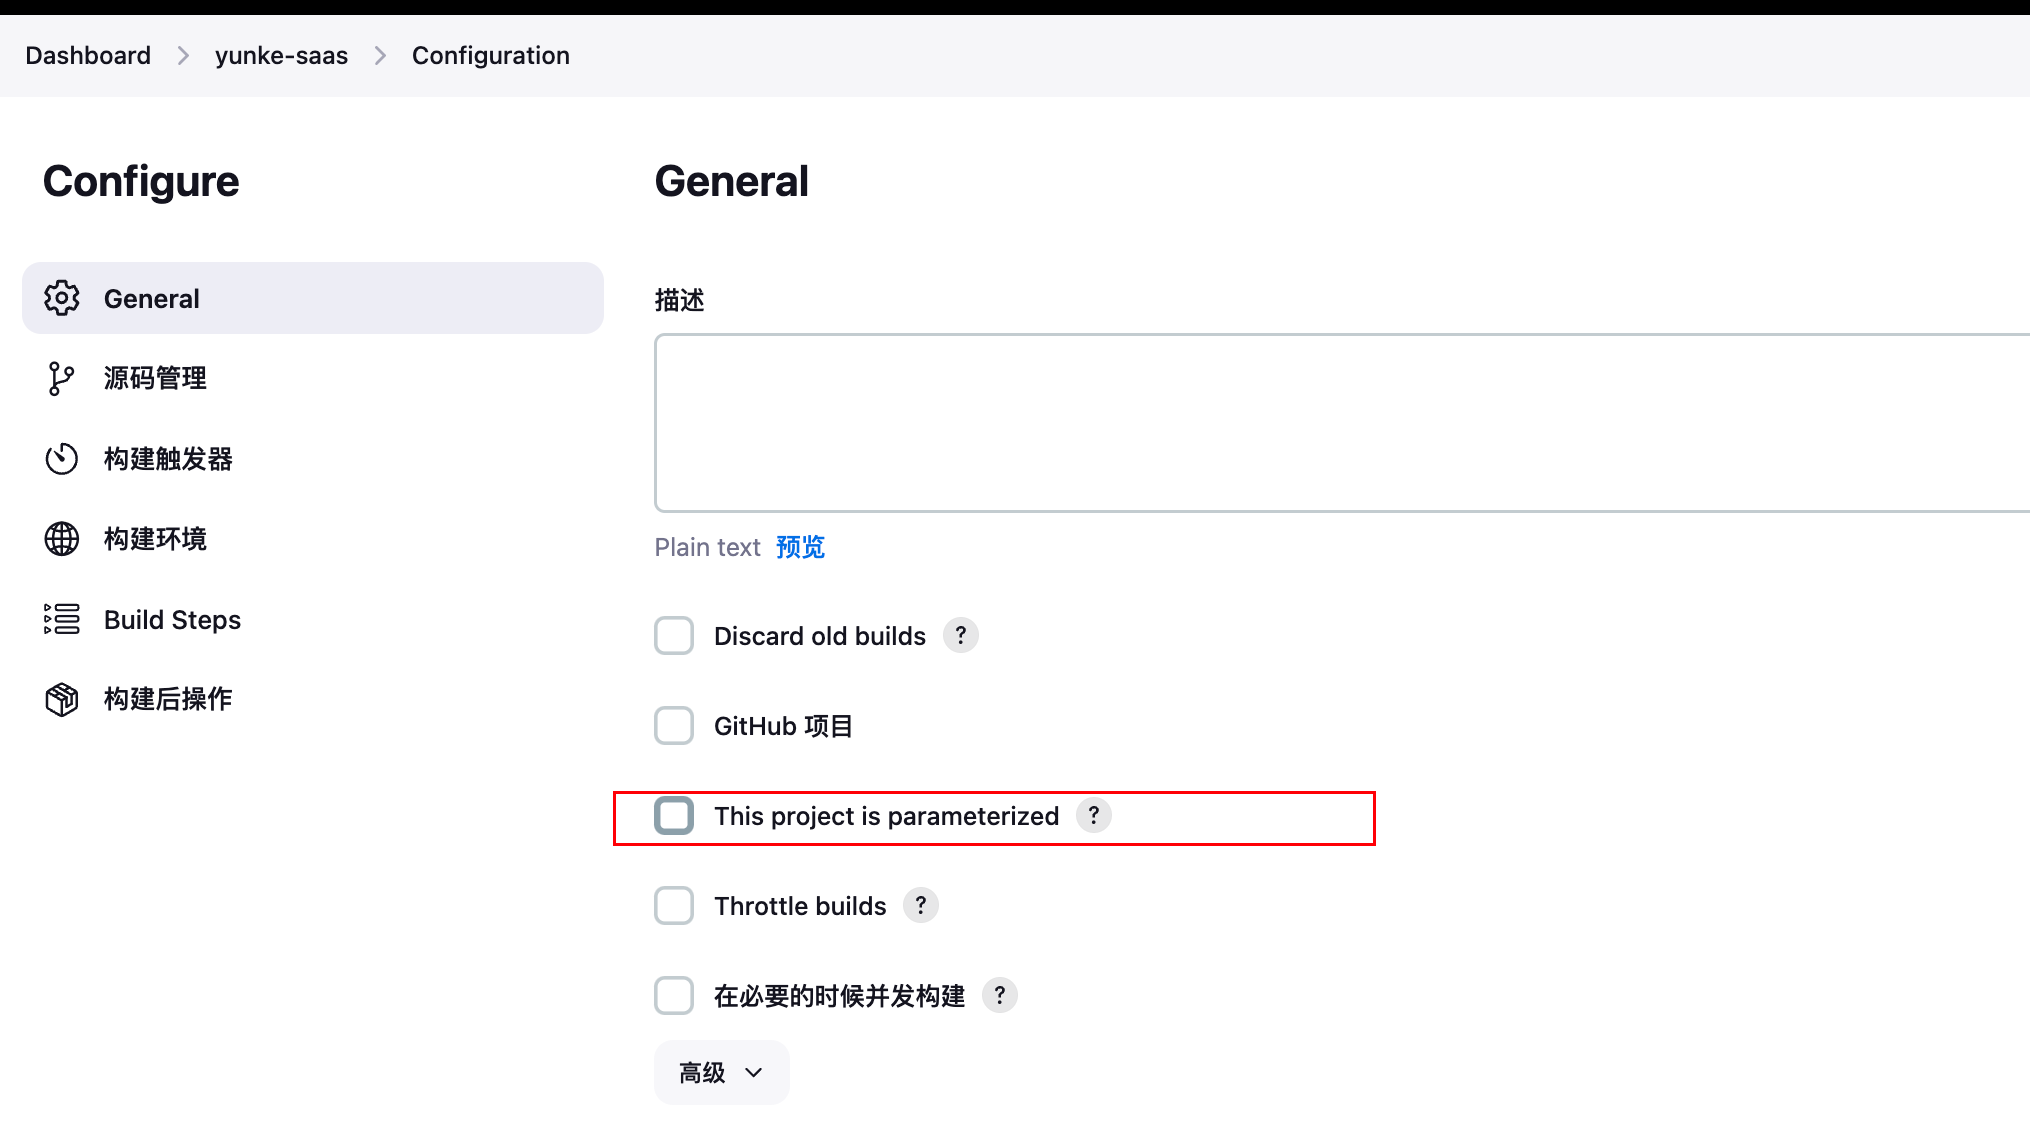 Dashboard > yunke-saas > Configuration
Configure
General
源码管理
构建触发器
构建环境
Build Steps
构建后操作
General
描述
Plain text 预览
Discard old builds ?
GitHub 项目
This project is parameterized ?
Throttle builds ?
在必要的时候并发构建 ?
高级